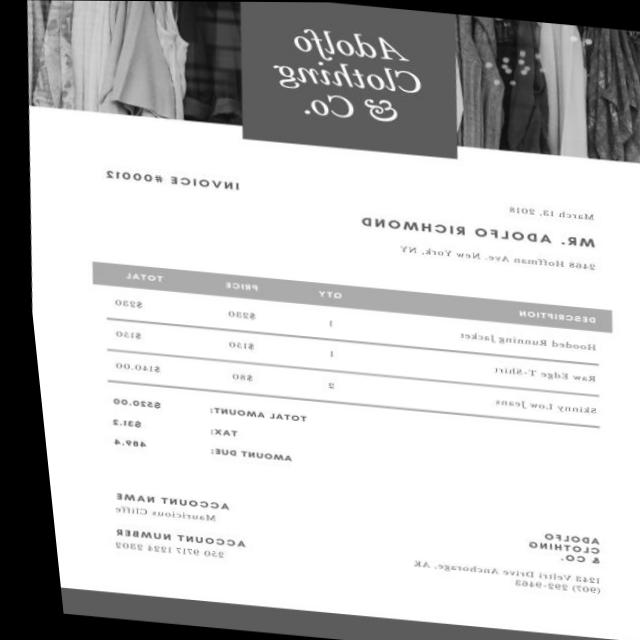 Adolfo
Clothing
& Co.
March 13, 2018
INVOICE #00012
MR. ADOLFO RICHMOND
2468 Hoffman Ave. New York, NY
DESCRIPTION QTY PRICE TOTAL
Hooded Running Jacket 1 $230 $230
Raw Edge T-Shirt 1 $150 $150
Skinny Low Jeans 2 $80 $140.00
TOTAL AMOUNT: $520.00
TAX: $31.2
AMOUNT DUE: 489.4
ADOLFO
CLOTHING
& CO.
1243 Veltri Drive Anchorage, AK
(907) 292-9463
ACCOUNT NAME
Mauricious Cliffe
ACCOUNT NUMBER
250 9717 1224 2302